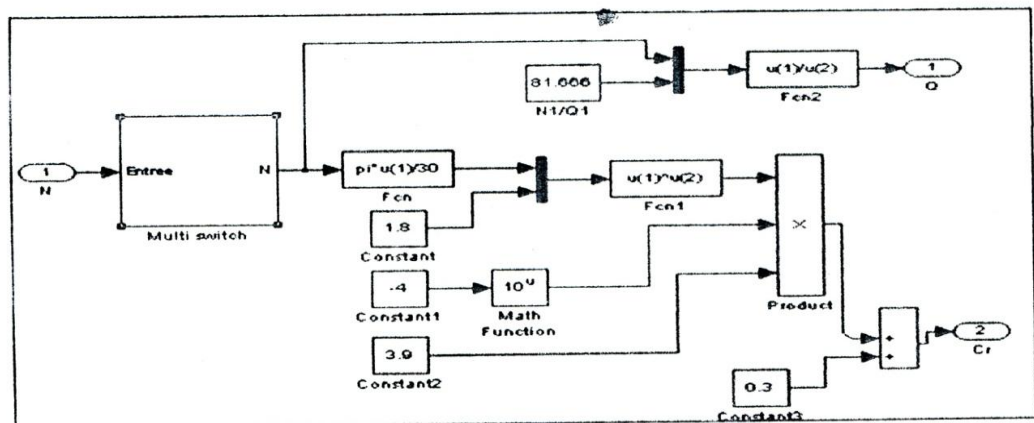 1
N
Entree
N
Multi switch
81.666
N1/Q1
u(1)/u(2)
Fcn2
1
Q
pi*u(1)/30
Fcn
1.8
Constant
u(1)^u(2)
Fcn1
-4
Constant1
10^u
Math
Function
3.9
Constant2
×
Product
0.3
Constant3
+
+
2
Cr